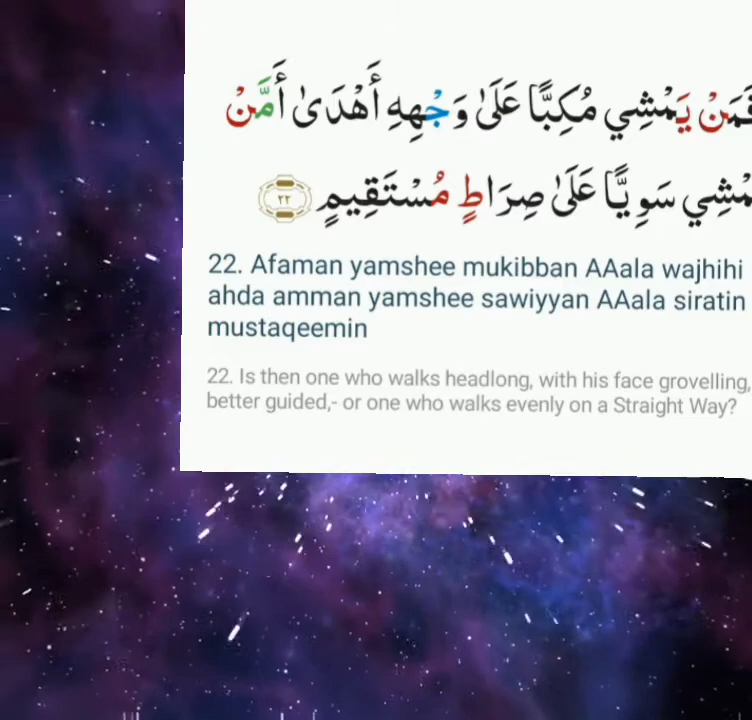 يَمْشِي مُكِبًّا عَلَىٰ وَجْهِهِ أَهْدَىٰ أَمَّنْ
سَوِيًّا عَلَىٰ صِرَاطٍ مُسْتَقِيمٍ ٢٢
22. Afaman yamshee mukibban AAala wajhihi
ahda amman yamshee sawiyyan AAala siratin
mustaqeemin
22. Is then one who walks headlong, with his face grovelling,
better guided,- or one who walks evenly on a Straight Way?